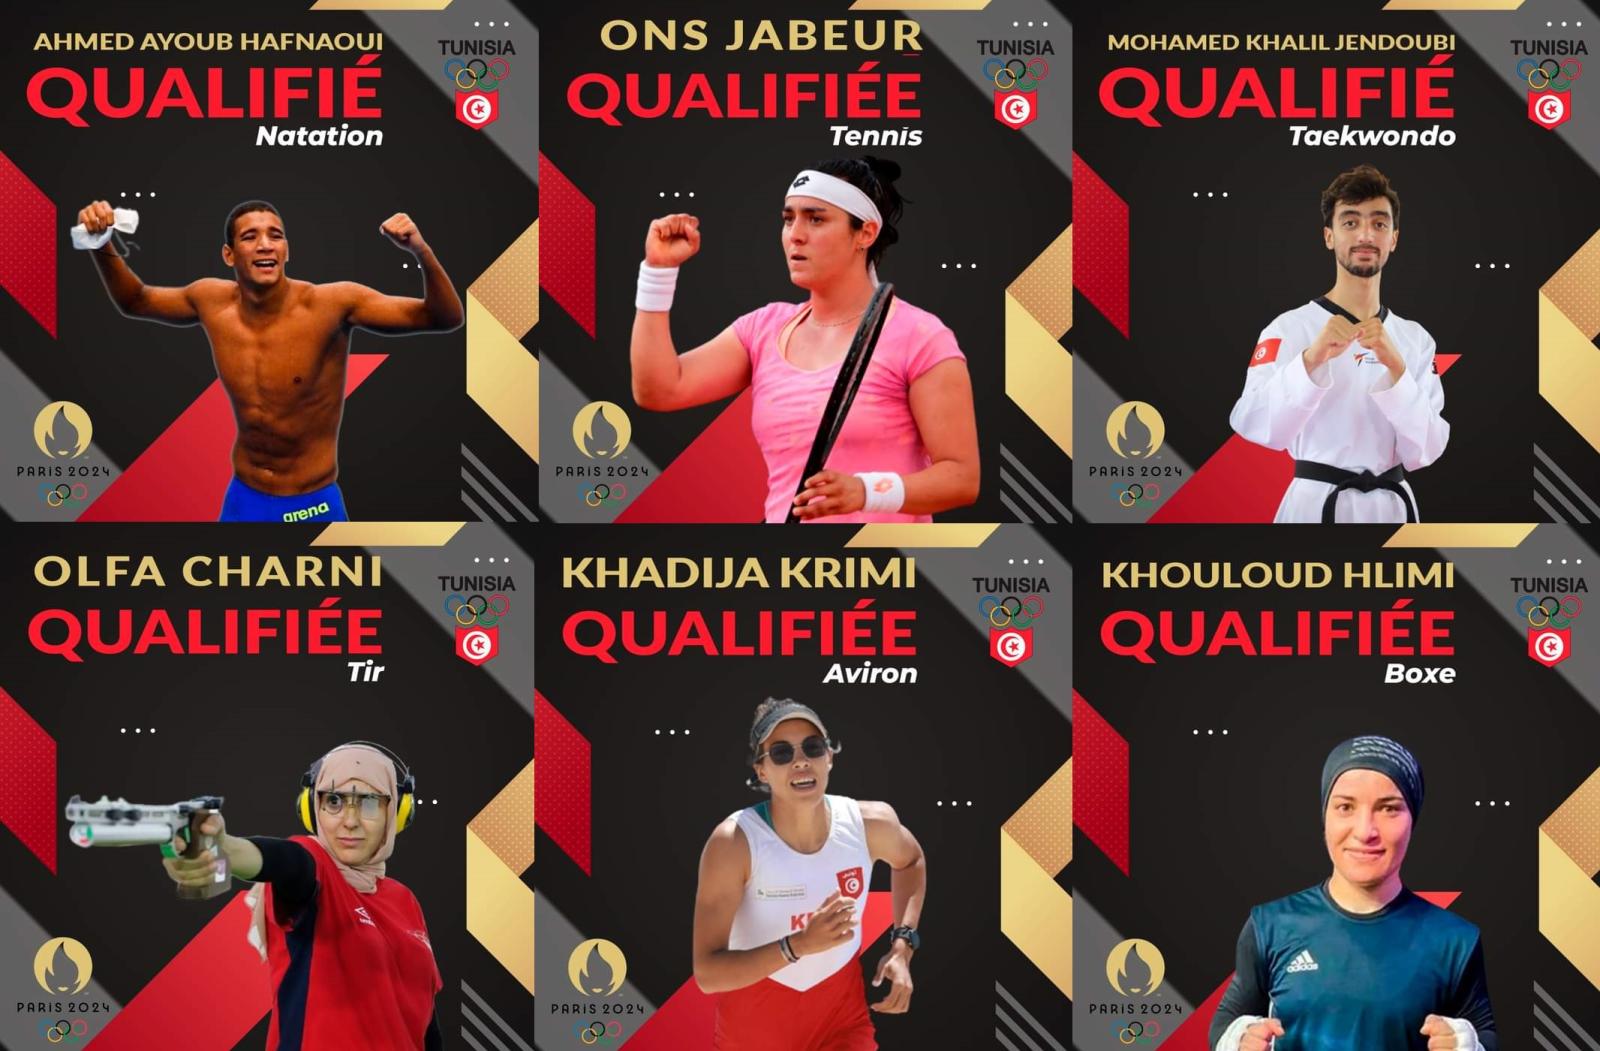 AHMED AYOUB HAFNAOUI
QUALIFIÉ
Natation
TUNISIA
arena
PARIS 2024
ONS JABEUR
QUALIFIÉE
Tennis
TUNISIA
PARIS 2024
MOHAMED KHALIL JENDOUBI
QUALIFIÉ
Taekwondo
TUNISIA
PARIS 2024
OLFA CHARNI
QUALIFIÉE
Tir
TUNISIA
PARIS 2024
KHADIJA KRIMI
QUALIFIÉE
Aviron
TUNISIA
تونس
PARIS 2024
KHOULOUD HLIMI
QUALIFIÉE
Boxe
TUNISIA
adidas
PARIS 2024